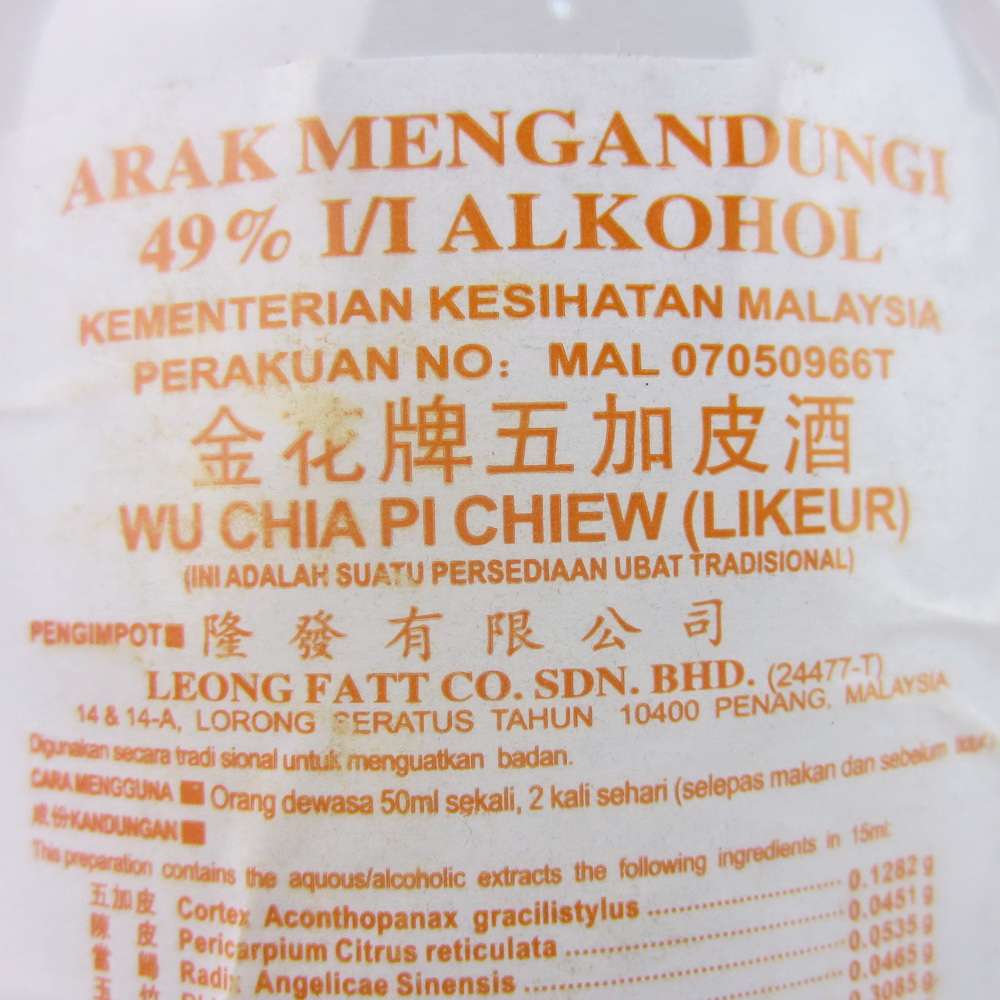 ARAK MENGANDUNGI
49% I/I ALKOHOL
KEMENTERIAN KESIHATAN MALAYSIA
PERAKUAN NO: MAL 07050966T
金花牌五加皮酒
WU CHIA PI CHIEW (LIKEUR)
(INI ADALAH SUATU PERSEDIAAN UBAT TRADISIONAL)
PENGIMPOT■ 隆發有限公司
LEONG FATT CO. SDN. BHD. (24477-T)
14 & 14-A, LORONG SERATUS TAHUN 10400 PENANG, MALAYSIA
Digunakan secara tradi sional untuk menguatkan badan.
CARA MENGGUNA ■ Orang dewasa 50ml sekali, 2 kali sehari (selepas makan dan sebelum
成份KANDUNGAN■
This preparation contains the aquous/alcoholic extracts the following ingredients in 15ml:
五加皮 Cortex Aconthopanax gracilistylus 0.1282 g
陳皮 Pericarpium Citrus reticulata 0.0451 g
當歸 Radix Angelicae Sinensis 0.0535 g
玉竹 0.0465 g
0.3085 g